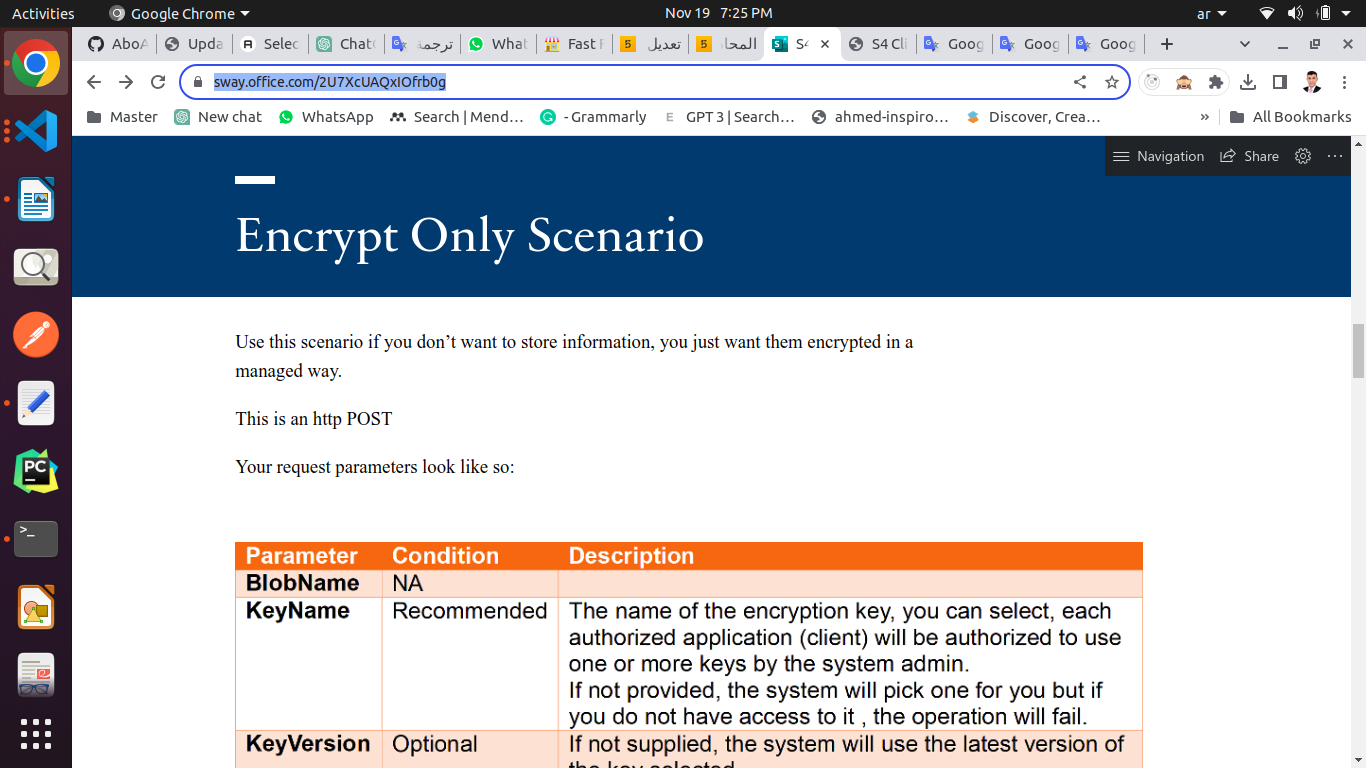 Activities
Google Chrome
Nov 19 7:25 PM
ar
AboA
Upda
Selec
Chat
ترجمة
What
Fast F
تعديل
المحا
S4
S4 Cli
Goog
Goog
Goog
sway.office.com/2U7XcUAQxIOfrb0g
Master
New chat
WhatsApp
Search | Mend...
- Grammarly
GPT 3 | Search...
ahmed-inspiro...
Discover, Crea...
»
All Bookmarks
Navigation
Share
Encrypt Only Scenario
Use this scenario if you don’t want to store information, you just want them encrypted in a
managed way.
This is an http POST
Your request parameters look like so:
Parameter Condition Description
BlobName NA
KeyName Recommended The name of the encryption key, you can select, each
authorized application (client) will be authorized to use
one or more keys by the system admin.
If not provided, the system will pick one for you but if
you do not have access to it , the operation will fail.
KeyVersion Optional If not supplied, the system will use the latest version of
the key selected